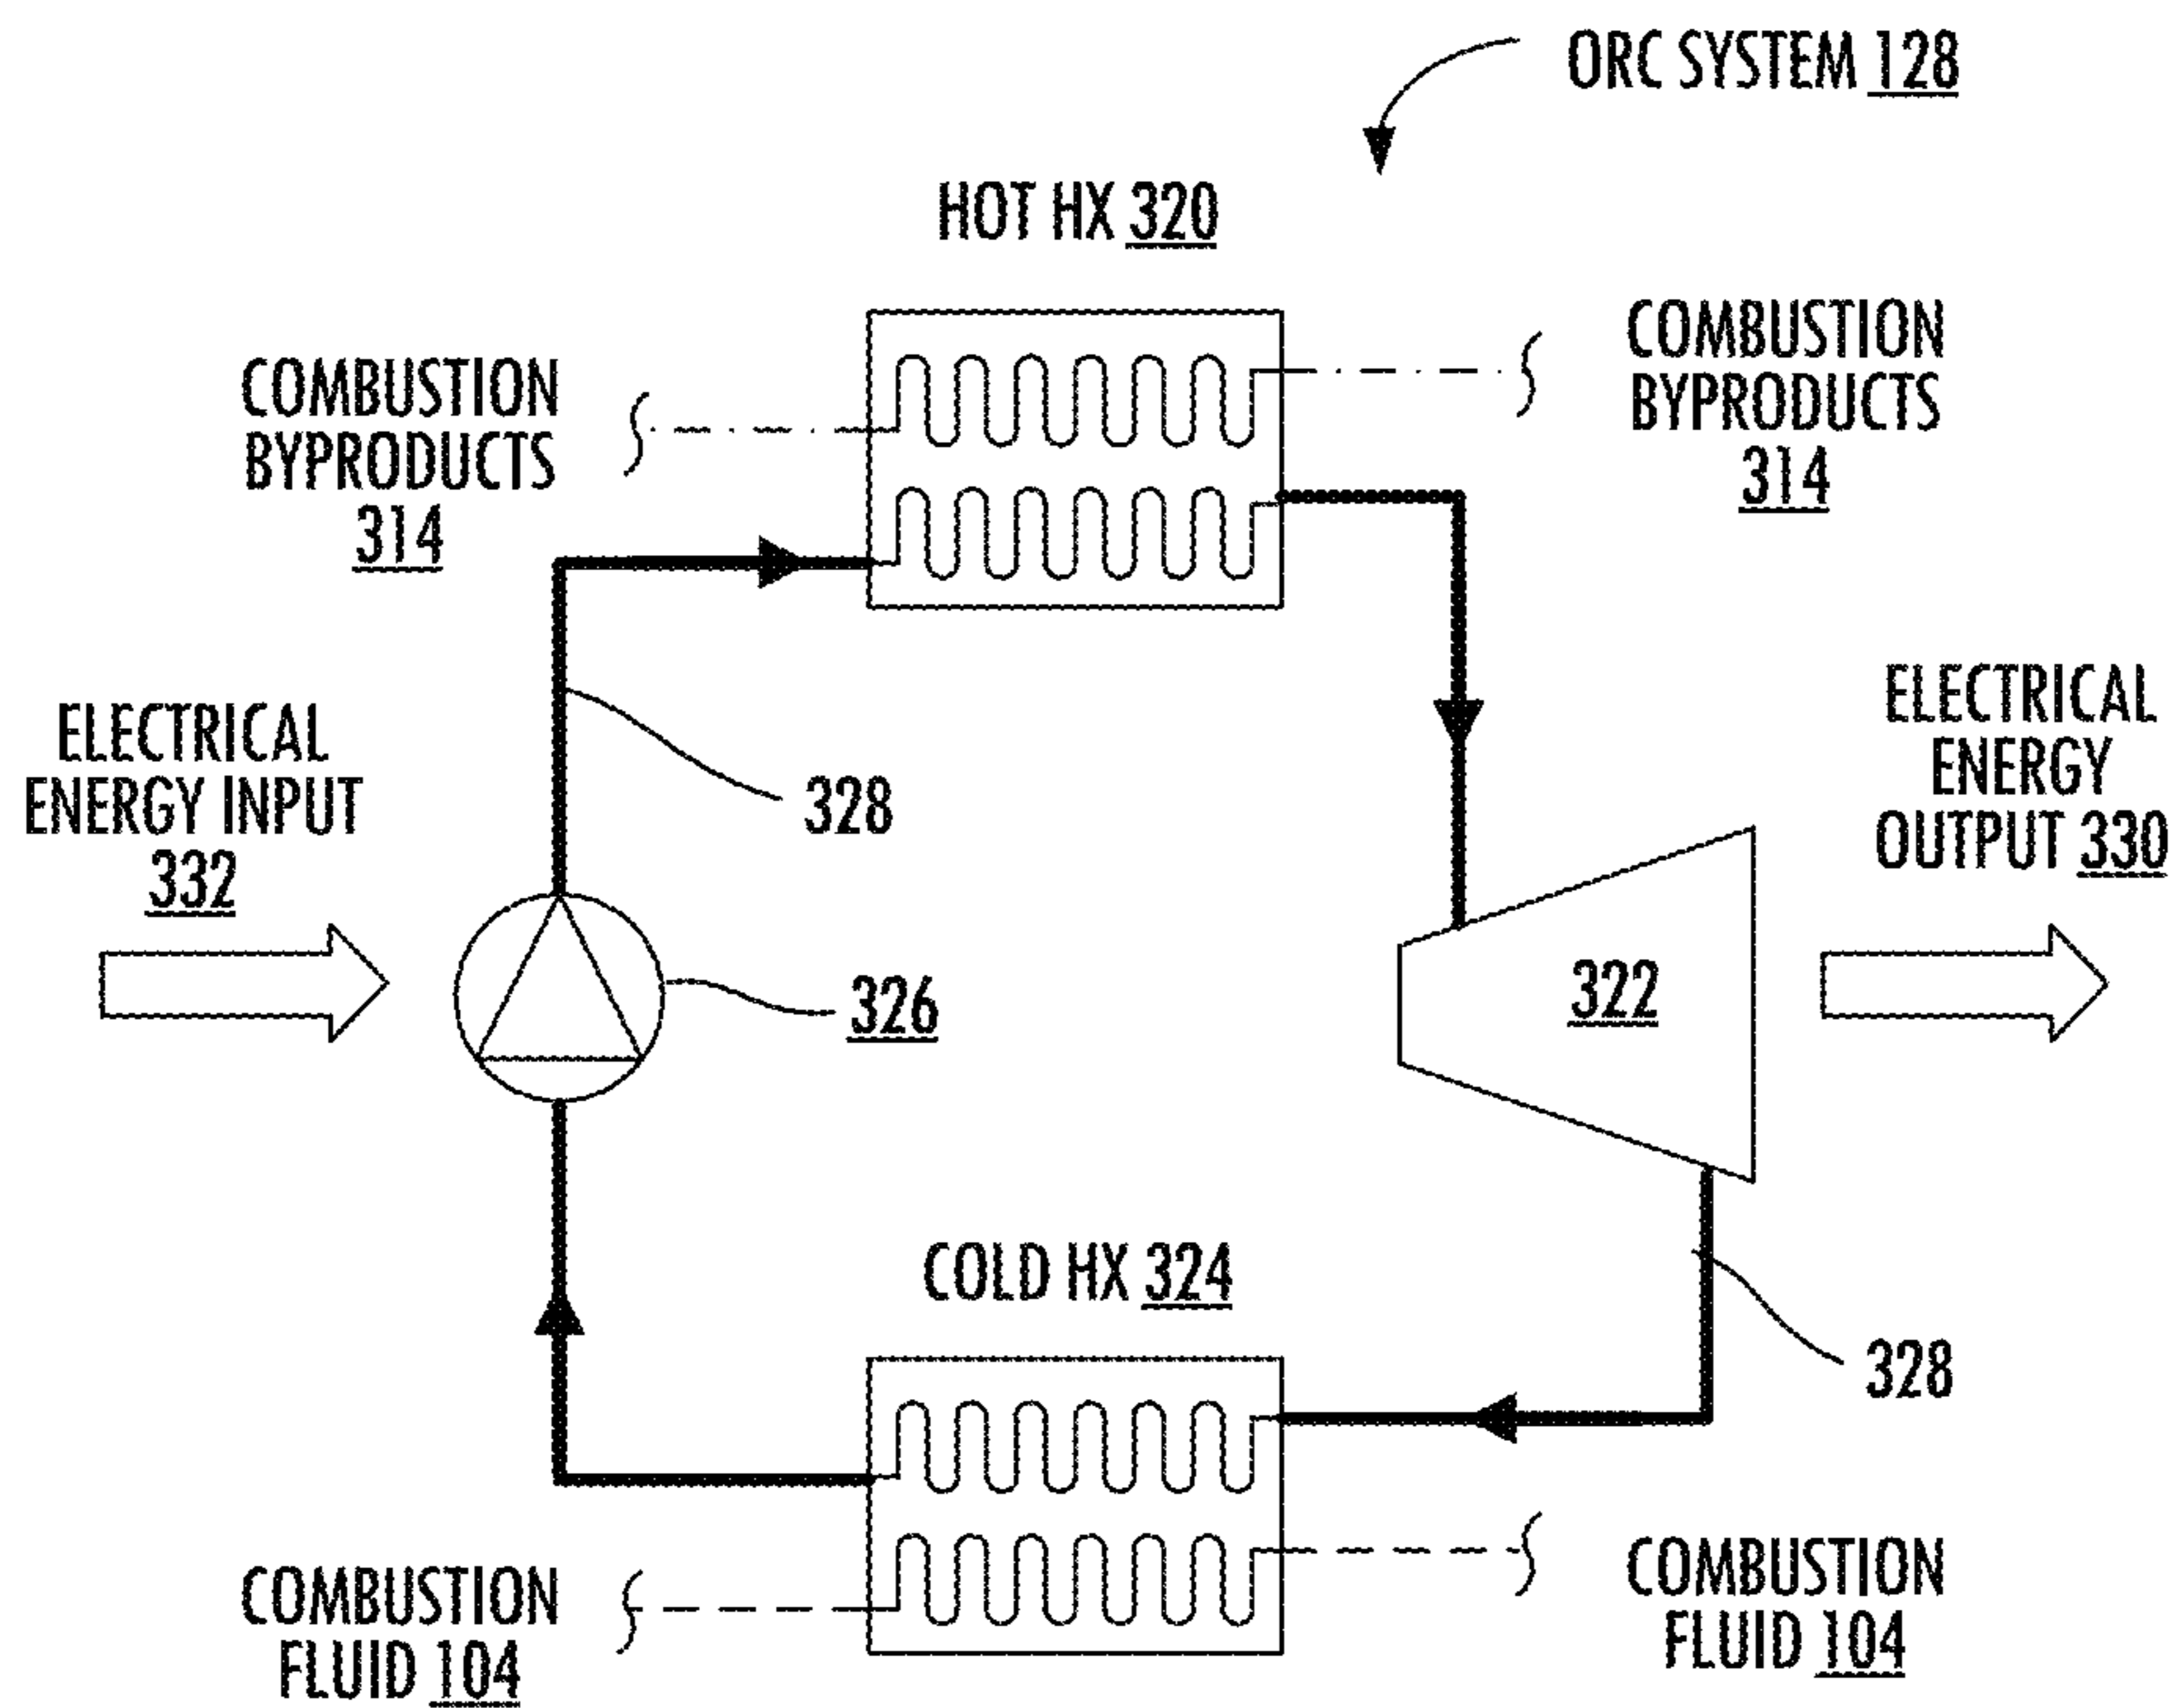 ORC SYSTEM 128
HOT HX 320
COMBUSTION
BYPRODUCTS
314
COMBUSTION
BYPRODUCTS
314
ELECTRICAL
ENERGY INPUT
332
328
ELECTRICAL
ENERGY
OUTPUT 330
326
322
COLD HX 324
328
COMBUSTION
FLUID 104
COMBUSTION
FLUID 104